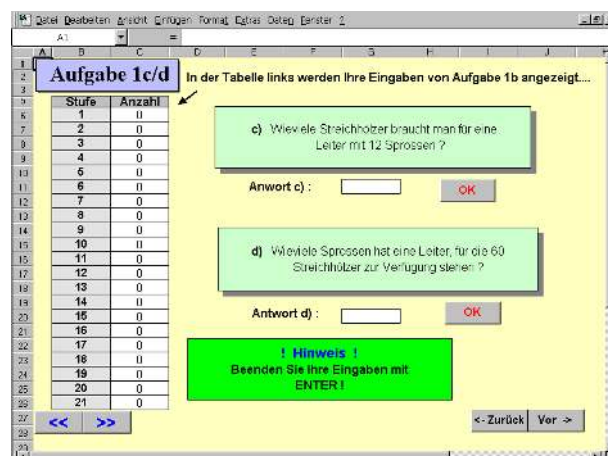 Datei Bearbeiten Ansicht Einfügen Format Extras Daten Fenster ?
A1 =
A B C D E F G H I J
Aufgabe 1c/d
In der Tabelle links werden Ihre Eingaben von Aufgabe 1b angezeigt....
Stufe Anzahl
1 0
2 0
3 0
4 0
5 0
6 0
7 0
8 0
9 0
10 0
11 0
12 0
13 0
14 0
15 0
16 0
17 0
18 0
19 0
20 0
21 0
c) Wieviele Streichhölzer braucht man für eine
Leiter mit 12 Sprossen ?
Anwort c) :
OK
d) Wieviele Sprossen hat eine Leiter, für die 60
Streichhölzer zur Verfügung stehen ?
Antwort d) :
OK
! Hinweis !
Beenden Sie Ihre Eingaben mit
ENTER !
<< >>
<- Zurück Vor ->